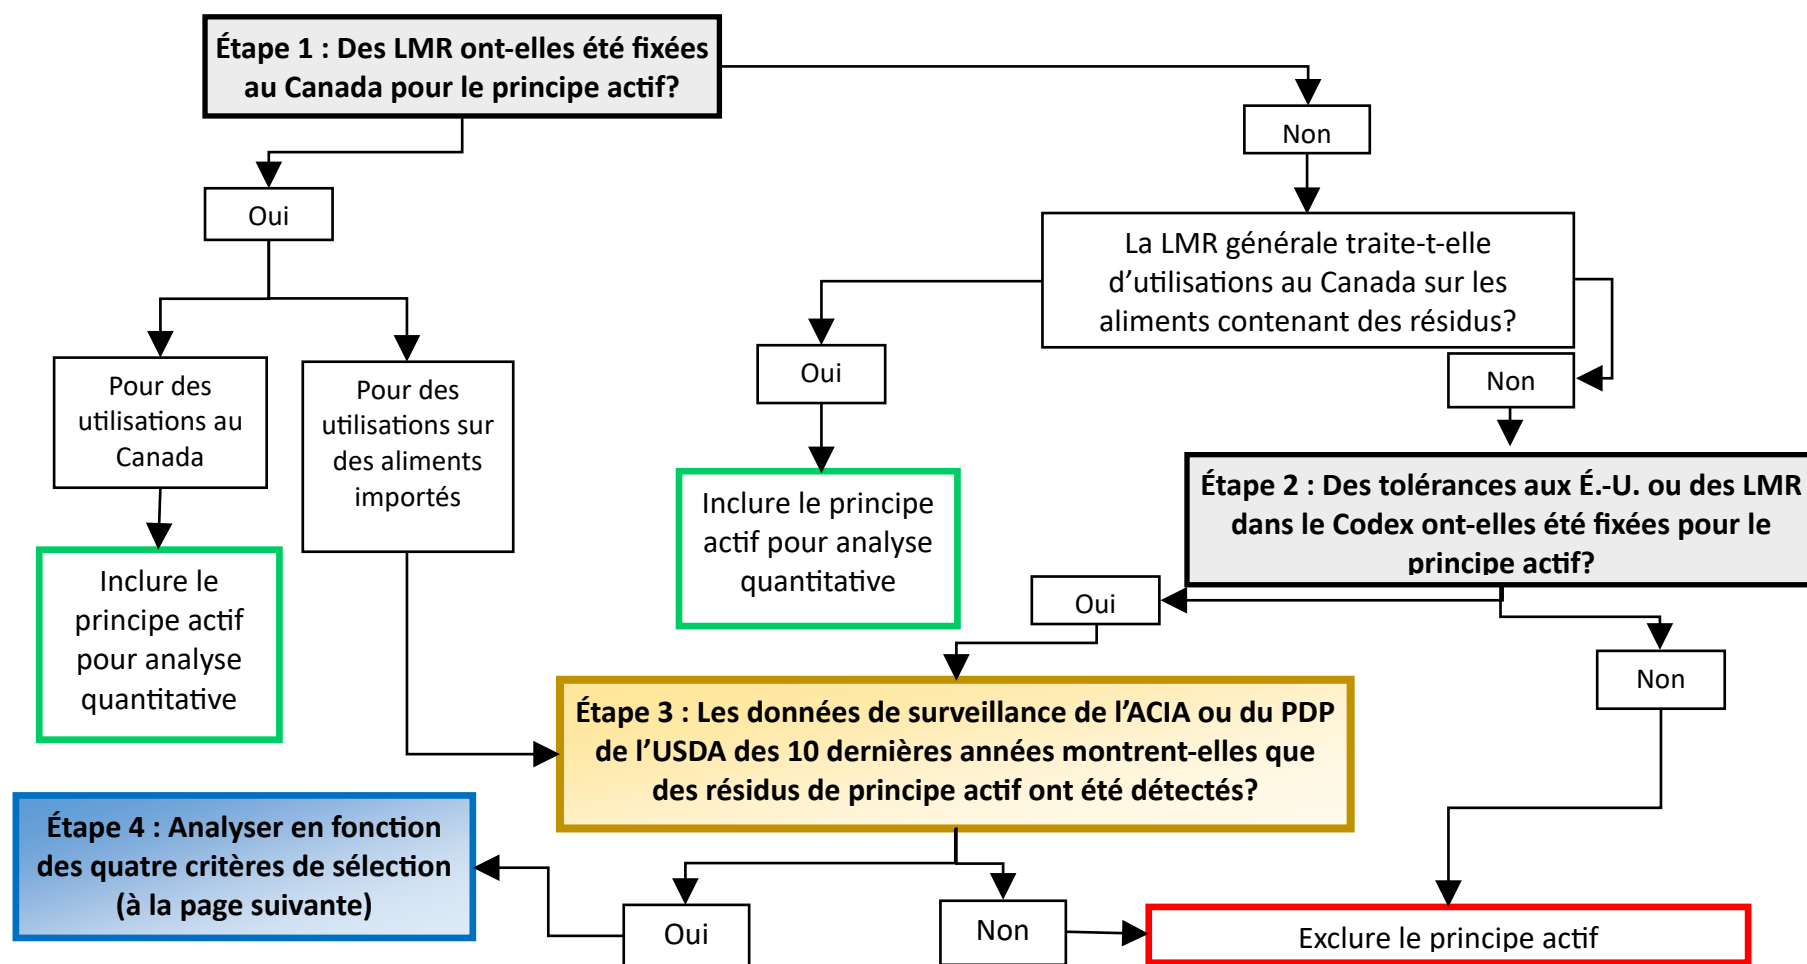 Étape 1 : Des LMR ont-elles été fixées
au Canada pour le principe actif?
Non
Oui
La LMR générale traite-t-elle
d'utilisations au Canada sur les
aliments contenant des résidus?
Oui
Non
Pour des
utilisations au
Canada
Pour des
utilisations sur
des aliments
importés
Inclure le principe
actif pour analyse
quantitative
Étape 2 : Des tolérances aux É.-U. ou des LMR
dans le Codex ont-elles été fixées pour le
principe actif?
Inclure le
principe actif
pour analyse
quantitative
Oui
Non
Étape 3 : Les données de surveillance de l'ACIA ou du PDP
de l'USDA des 10 dernières années montrent-elles que
des résidus de principe actif ont été détectés?
Étape 4 : Analyser en fonction
des quatre critères de sélection
(à la page suivante)
Oui
Non
Exclure le principe actif